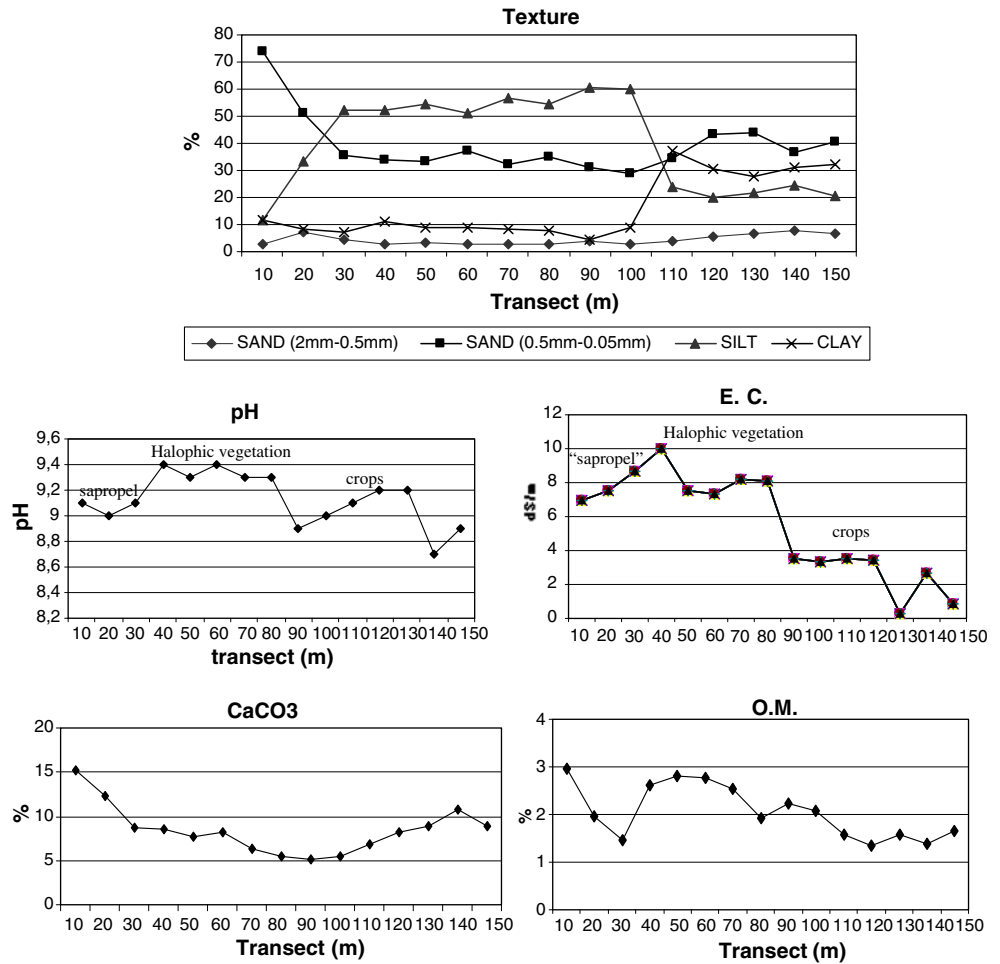 Texture
80
70
60
50
40
30
20
10
0
%
10 20 30 40 50 60 70 80 90 100 110 120 130 140 150
Transect (m)
SAND (2mm-0.5mm) SAND (0.5mm-0.05mm) SILT CLAY
pH
9,6
9,4
9,2
9
8,8
8,6
8,4
8,2
pH
sapropel
Halophic vegetation
crops
10 20 30 40 50 60 70 80 90 100 110 120 130 140 150
transect (m)
E. C.
12
10
8
6
4
2
0
dS/m
"sapropel"
Halophic vegetation
crops
10 20 30 40 50 60 70 80 90 100 110 120 130 140 150
CaCO3
20
15
10
5
0
%
10 20 30 40 50 60 70 80 90 100 110 120 130 140 150
Transect (m)
O.M.
4
3
2
1
0
%
10 20 30 40 50 60 70 80 90 100 110 120 130 140 150
Transect (m)